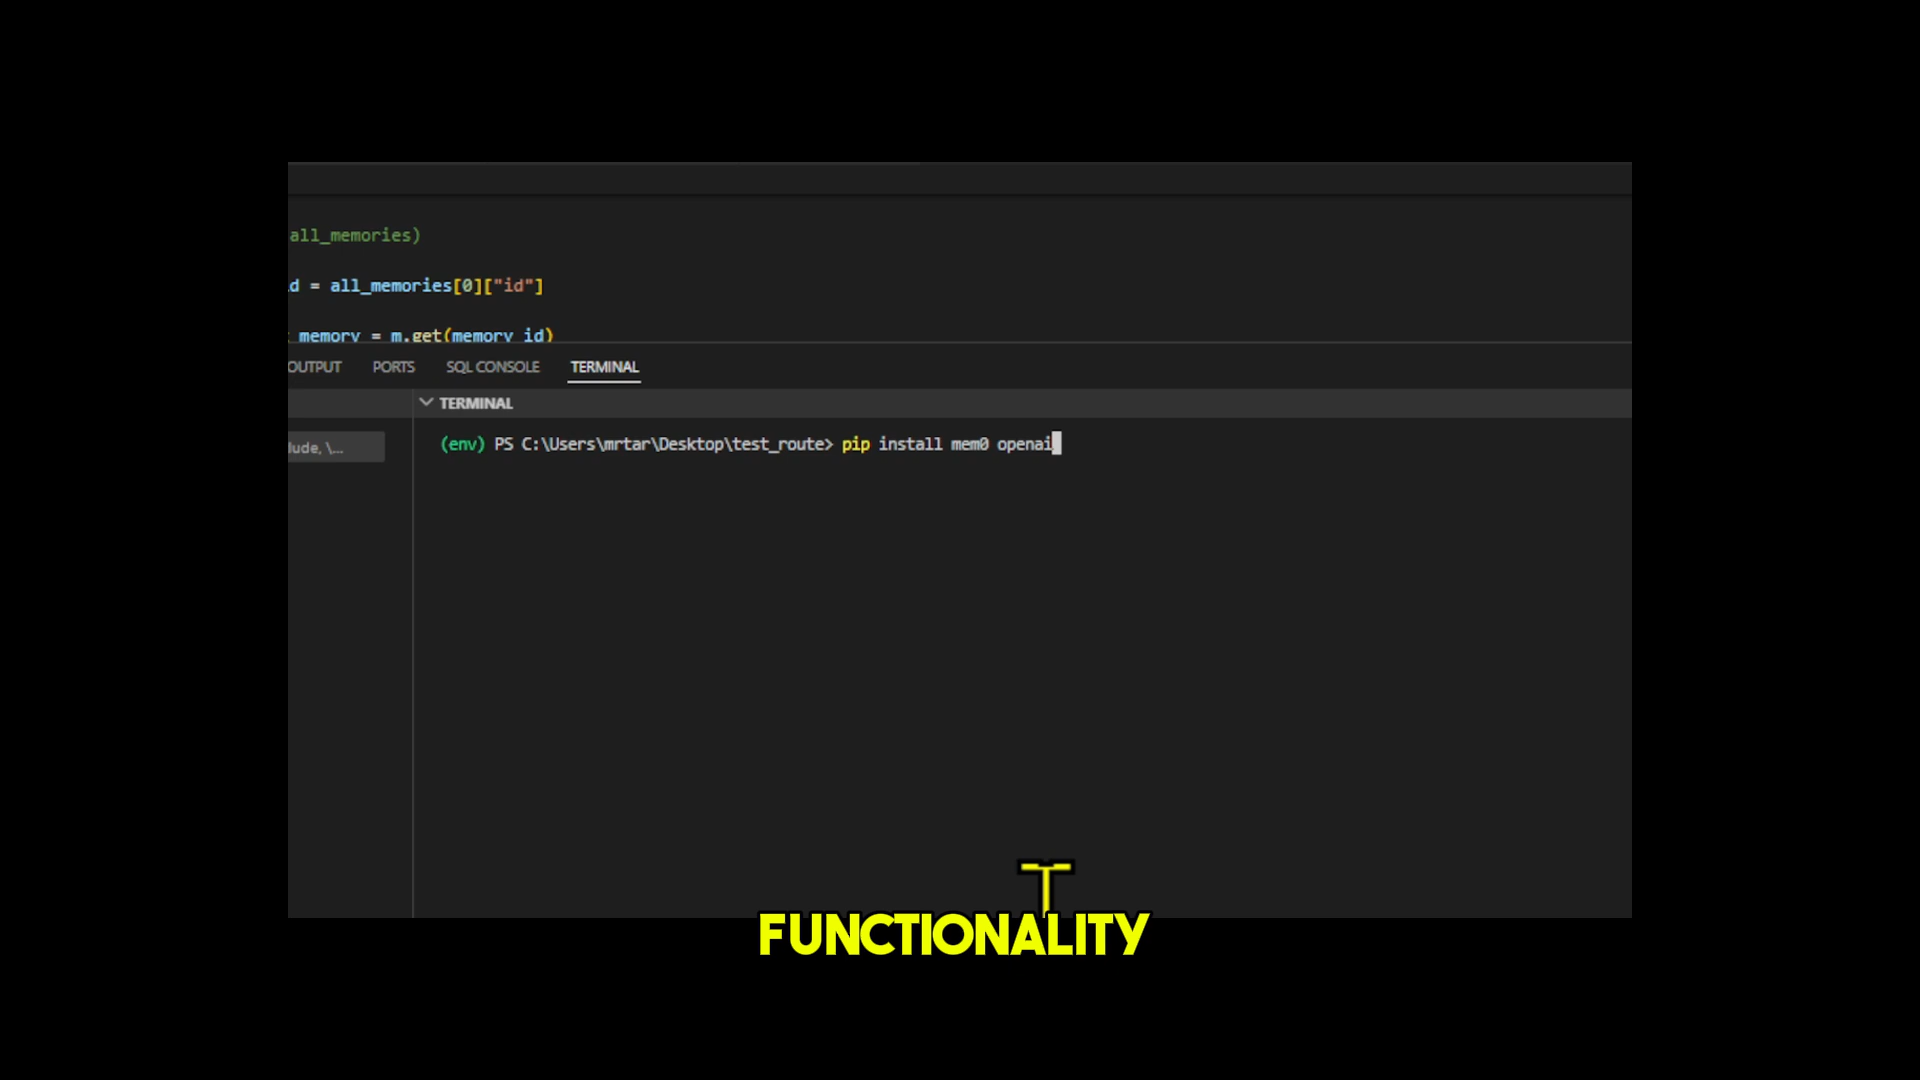 all_memories)
d = all_memories[0]["id"]
memory = m.get(memory_id)
OUTPUT PORTS SQL CONSOLE TERMINAL
TERMINAL
lude, \...
(env) PS C:\Users\mrtar\Desktop\test_route> pip install mem0 openai
FUNCTIONALITY